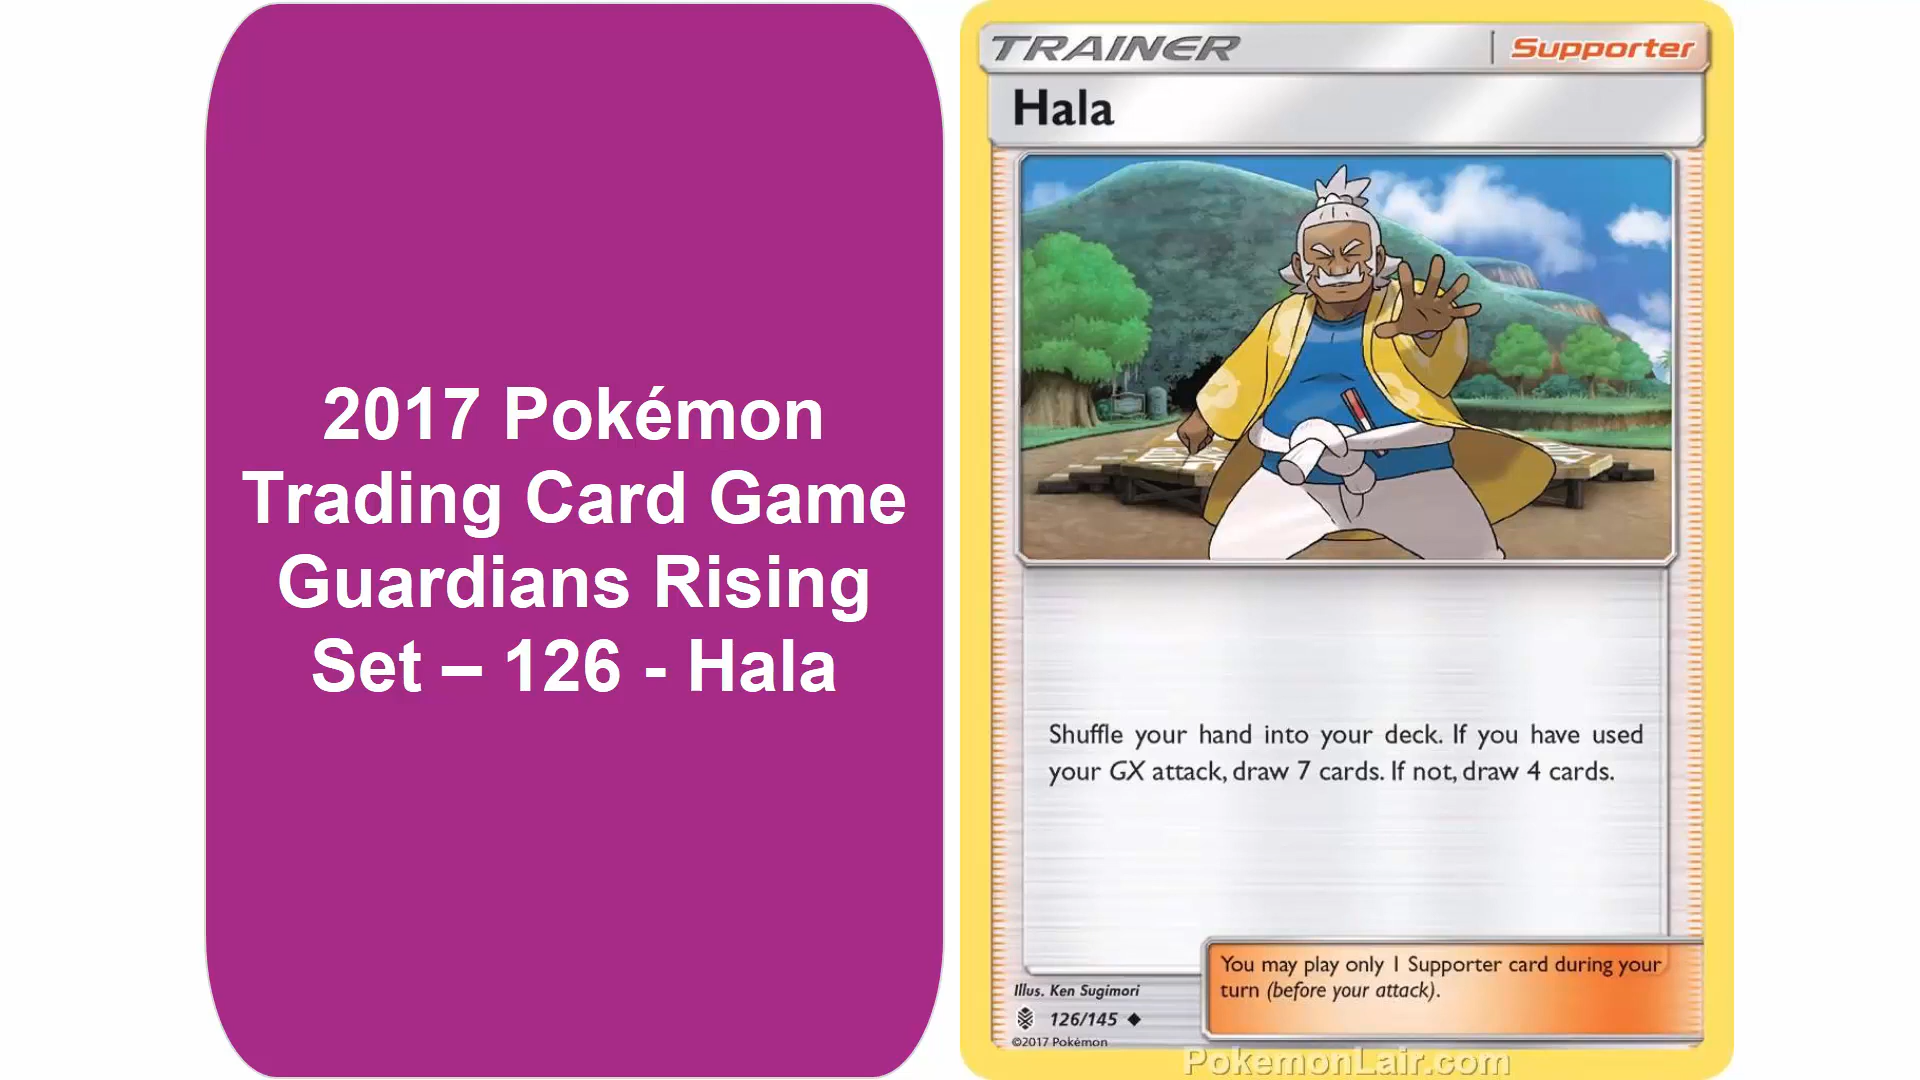 2017 Pokémon
Trading Card Game
Guardians Rising
Set – 126 - Hala
TRAINER
Supporter
Hala
Shuffle your hand into your deck. If you have used
your GX attack, draw 7 cards. If not, draw 4 cards.
You may play only 1 Supporter card during your
turn (before your attack).
Illus. Ken Sugimori
126/145
©2017 Pokémon
PokemonLair.com